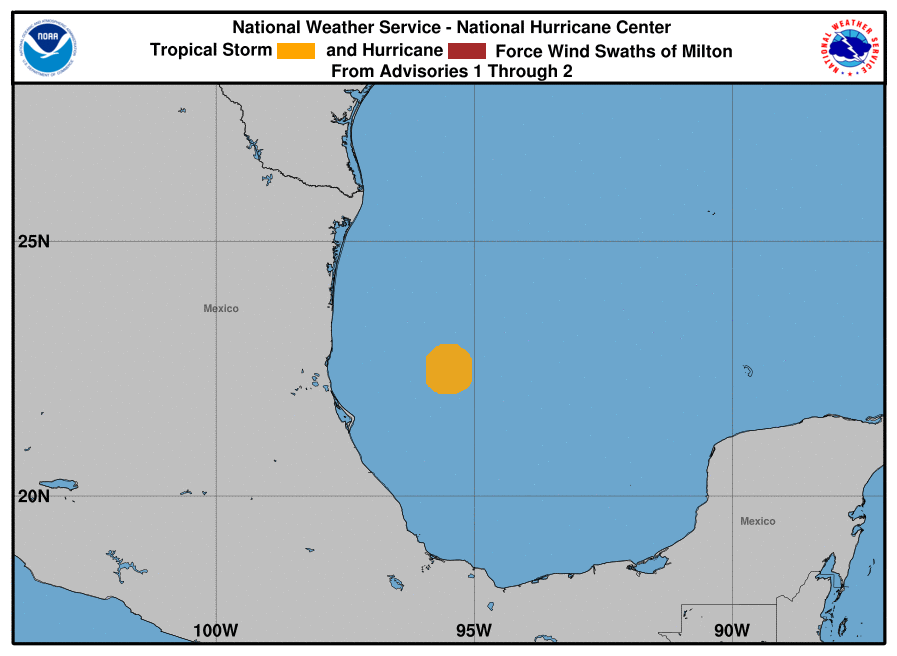 National Weather Service - National Hurricane Center
Tropical Storm and Hurricane Force Wind Swaths of Milton
From Advisories 1 Through 2
NOAA
NATIONAL WEATHER SERVICE
25N
Mexico
20N
Mexico
100W 95W 90W